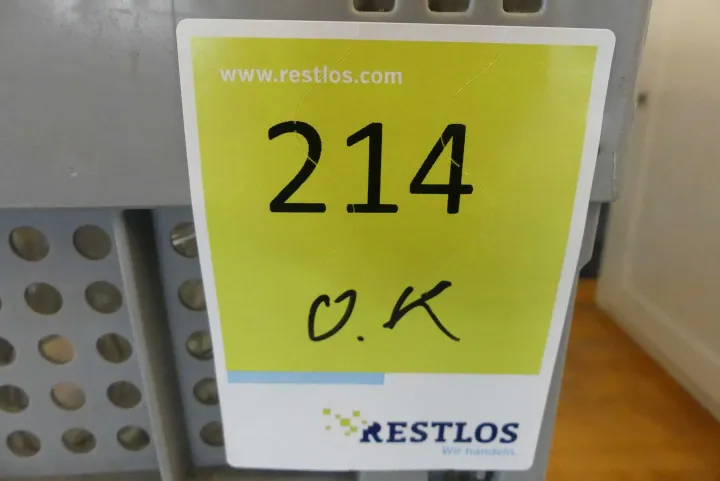 www.restlos.com
214
O.K
RESTLOS
Wir handeln.